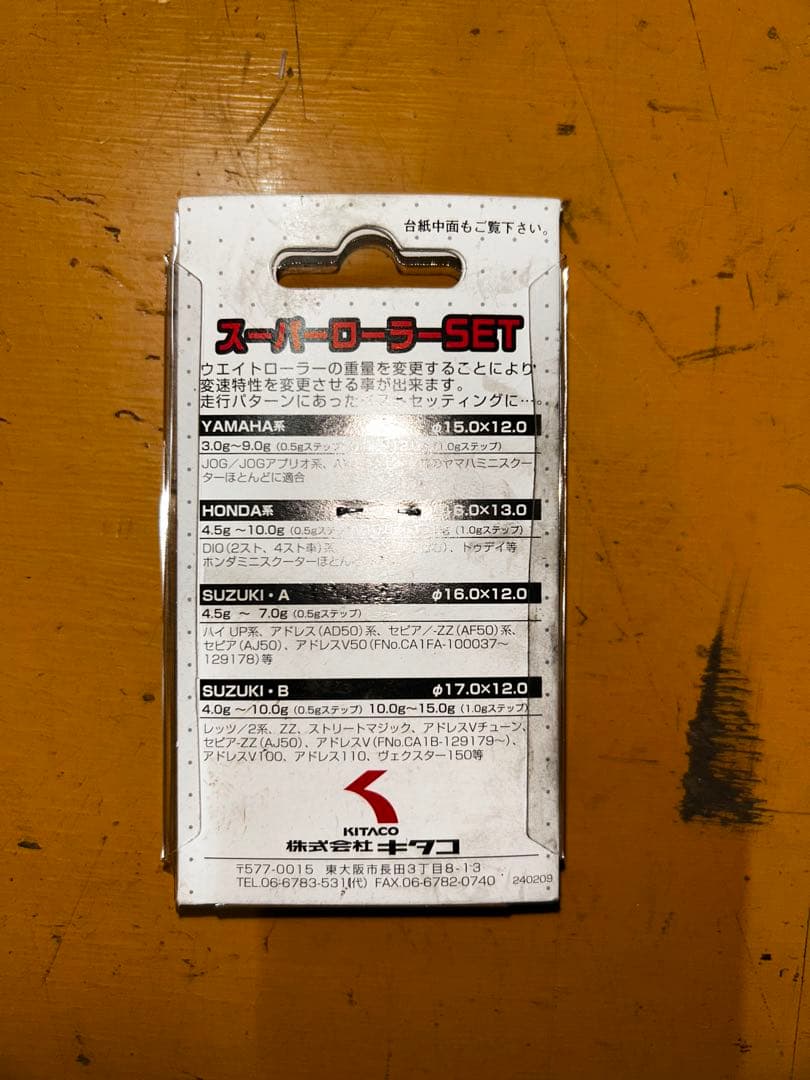 台紙中面もご覧下さい。
スーパーローラーSET
ウエイトローラーの重量を変更することにより
変速特性を変更させる事が出来ます。
走行パターンにあった セッティングに…。
YAMAHA系 φ15.0×12.0
3.0g～9.0g (0.5gステップ (1.0gステップ)
JOG／JOGアプリオ系、 のヤマハミニスクー
ターほとんどに適合
HONDA系 6.0×13.0
4.5g ～10.0g (0.5gステ (1.0gステップ)
DIO(2スト、4スト車)系 、トゥデイ等
ホンダミニスクーターほとん
SUZUKI・A φ16.0×12.0
4.5g ～ 7.0g (0.5gステップ)
ハイUP系、アドレス(AD50)系、セピア／-ZZ(AF50)系、
セピア(AJ50)、アドレスV50(FNo.CA1FA-100037～
129178)等
SUZUKI・B φ17.0×12.0
4.0g ～10.0g (0.5gステップ) 10.0g～15.0g (1.0gステップ)
レッツ／2系、ZZ、ストリートマジック、アドレスVチューン、
セピア-ZZ(AJ50)、アドレスV(FNo.CA1B-129179～)、
アドレスV100、アドレス110、ヴェクスター150等
KITACO
株式会社キタコ
〒577-0015 東大阪市長田3丁目8-13
TEL.06-6783-5311(代) FAX.06-6782-0740 240209